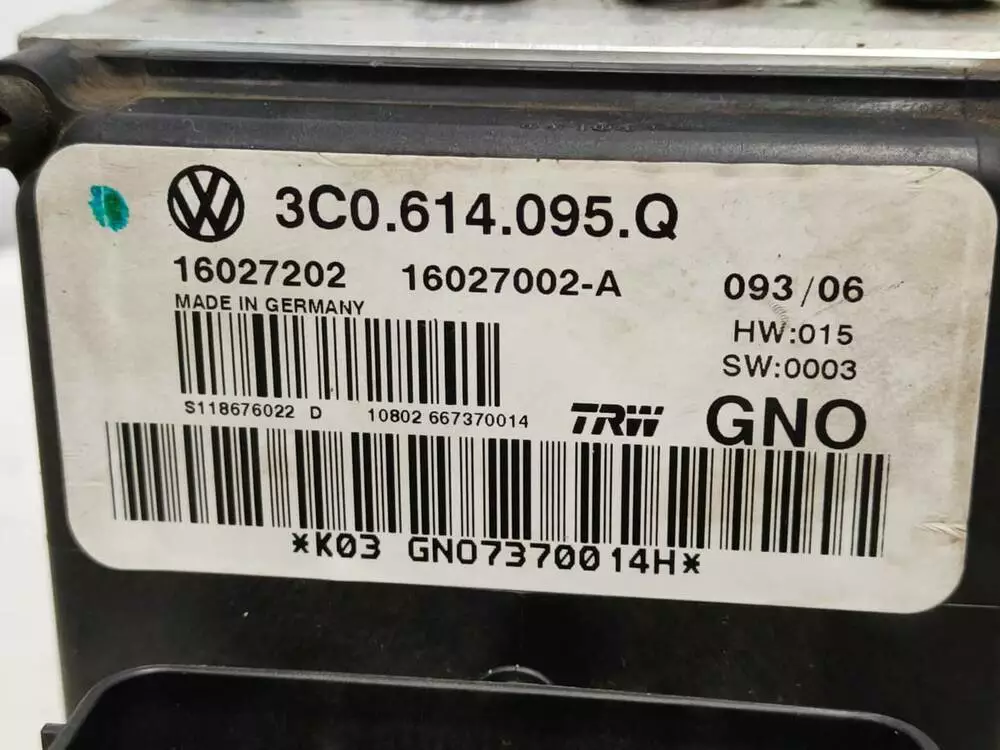 3C0.614.095.Q
16027202 16027002-A 093/06
MADE IN GERMANY HW:015
SW:0003
S118676022 D 10802 667370014 TRW GNO
*K03 GNO7370014H*